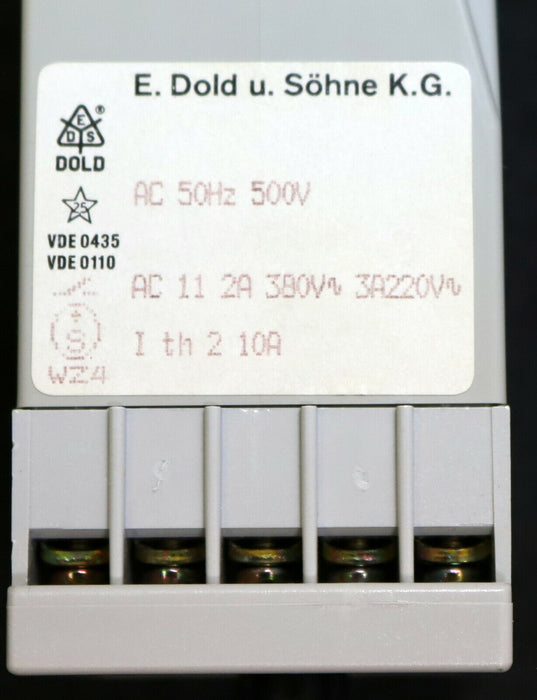 E. Dold u. Söhne K.G.
E
D S
®
DOLD
25
AC 50Hz 500V
VDE 0435
VDE 0110
AC 11 2A 380V∿ 3A220V∿
+
S
I th 2 10A
WZ4